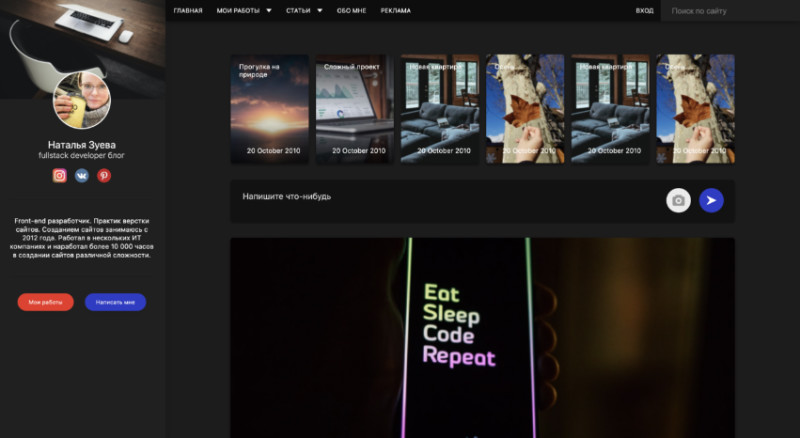 ГЛАВНАЯ
МОИ РАБОТЫ
СТАТЬИ
ОБО МНЕ
РЕКЛАМА
ВХОД
Поиск по сайту
Наталья Зуева
fullstack developer блог
Front-end разработчик. Практик верстки
сайтов. Созданием сайтов занимаюсь с
2012 года. Работал в нескольких ИТ
компаниях и наработал более 10 000 часов
в создании сайтов различной сложности.
Мои работы
Написать мне
Прогулка на
природе
20 October 2010
Сложный проект
20 October 2010
Новая квартира
20 October 2010
20 October 2010
Новая квартира
20 October 2010
20 October 2010
Напишите что-нибудь
Eat
Sleep
Code
Repeat